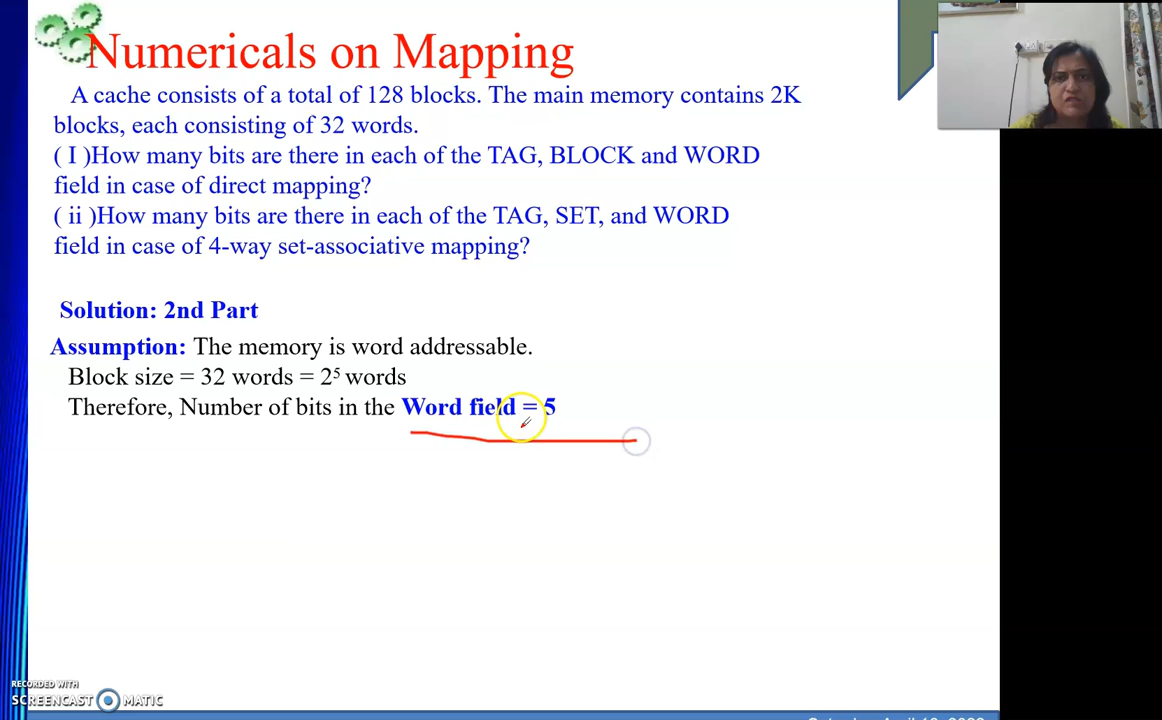 Numericals on Mapping
A cache consists of a total of 128 blocks. The main memory contains 2K
blocks, each consisting of 32 words.
( I )How many bits are there in each of the TAG, BLOCK and WORD
field in case of direct mapping?
( ii )How many bits are there in each of the TAG, SET, and WORD
field in case of 4-way set-associative mapping?
Solution: 2nd Part
Assumption: The memory is word addressable.
Block size = 32 words = 2⁵ words
Therefore, Number of bits in the Word field = 5
RECORDED WITH
SCREENCAST MATIC